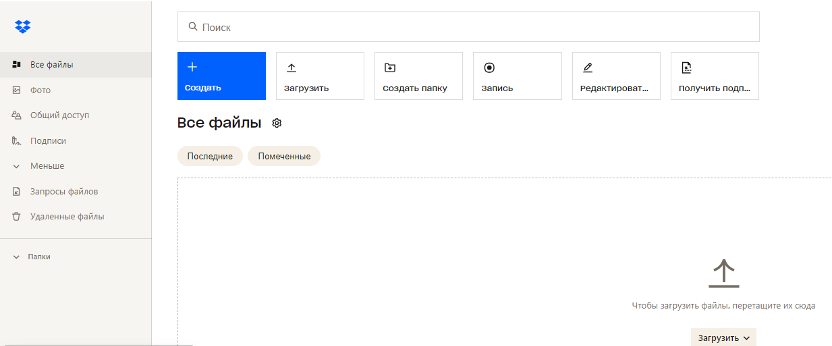 Поиск
Все файлы
Фото
Общий доступ
Подписи
Меньше
Запросы файлов
Удаленные файлы
Папки
Создать
Загрузить
Создать папку
Запись
Редактироват...
Получить подп...
Все файлы
Последние
Помеченные
Чтобы загрузить файлы, перетащите их сюда
Загрузить